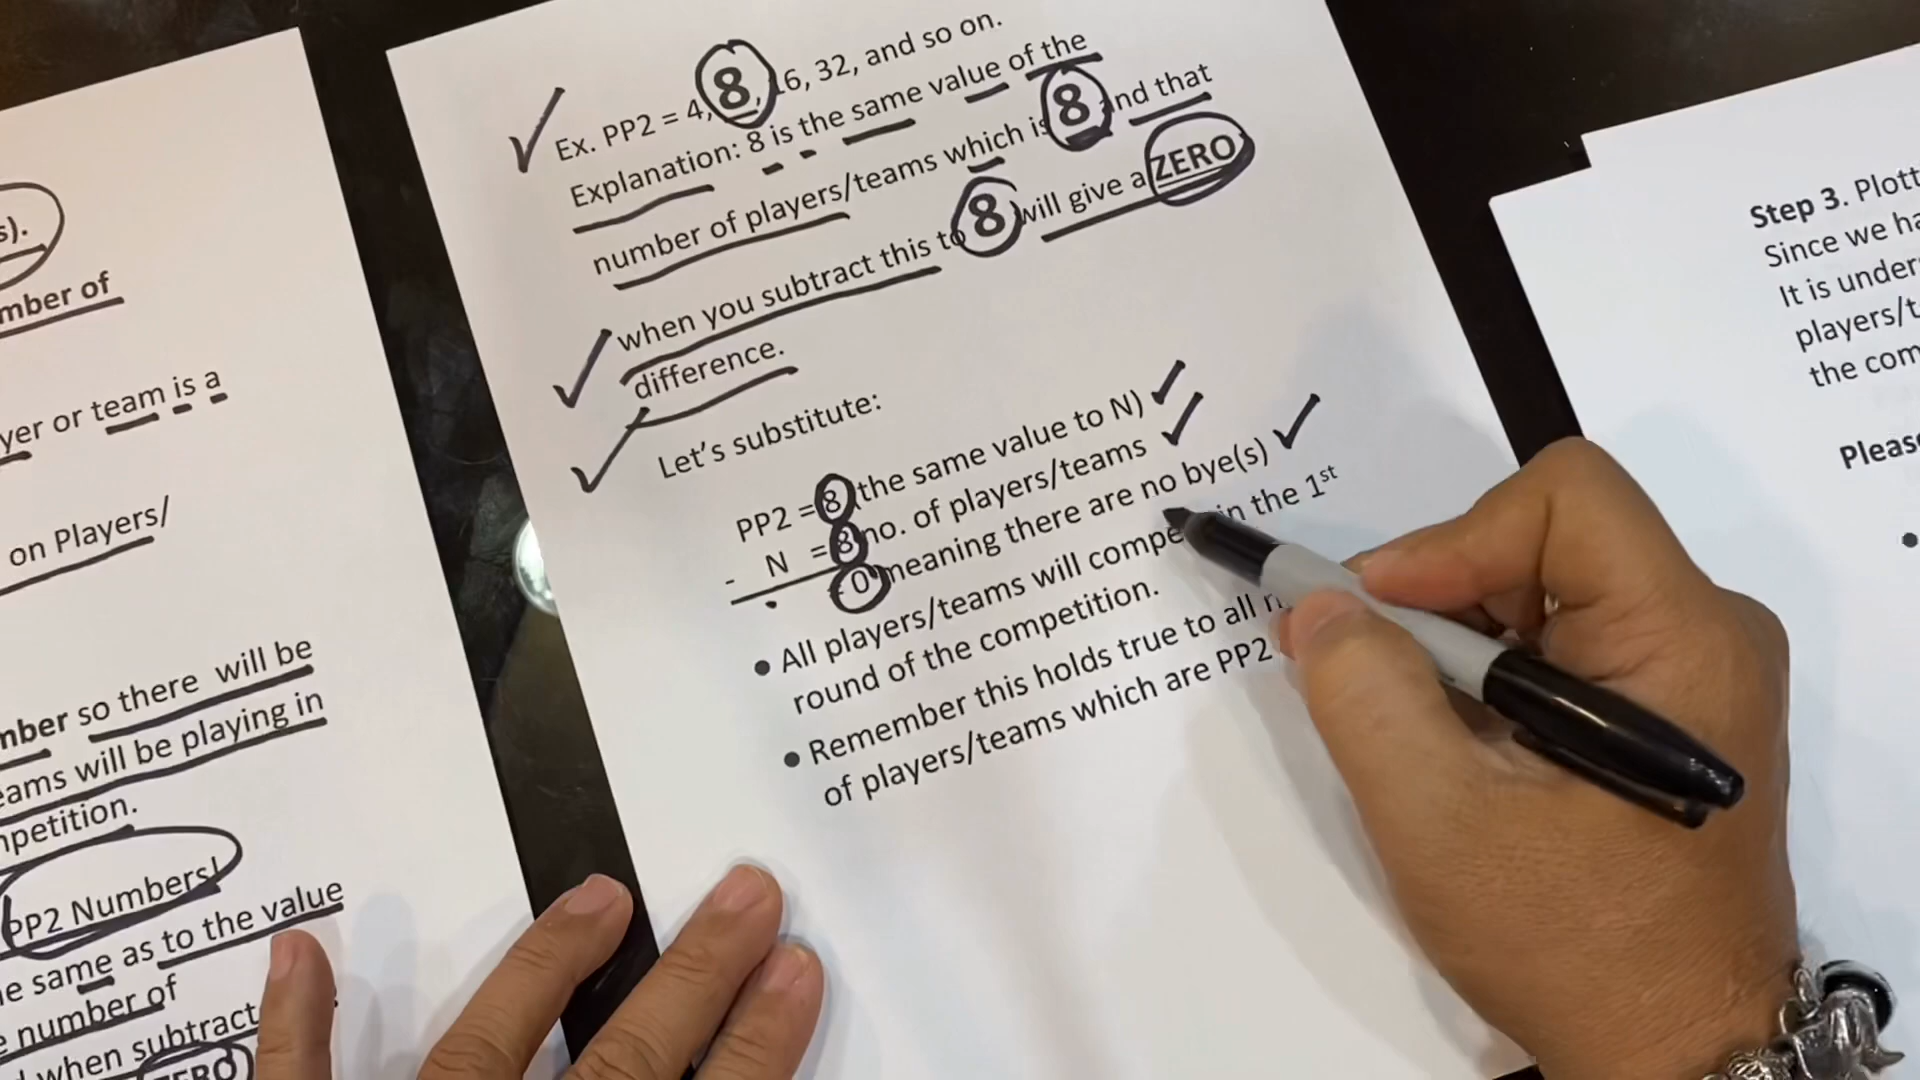 s).
mber of
yer or team is a
on Players/
mber so there will be
eams will be playing in
mpetition.
PP2 Numbers!
e same as to the value
e number of
when subtract
ZERO
Ex. PP2 = 4, 8, 16, 32, and so on.
Explanation: 8 is the same value of the
number of players/teams which is 8 and that
when you subtract this to 8 will give a ZERO
difference.
Let's substitute:
PP2 = 8 (the same value to N)
- N = 8 no. of players/teams
0 meaning there are no bye(s)
• All players/teams will compe in the 1st
round of the competition.
• Remember this holds true to all n
of players/teams which are PP2
Step 3. Plott
Since we ha
It is under
players/t
the com
Pleas
•